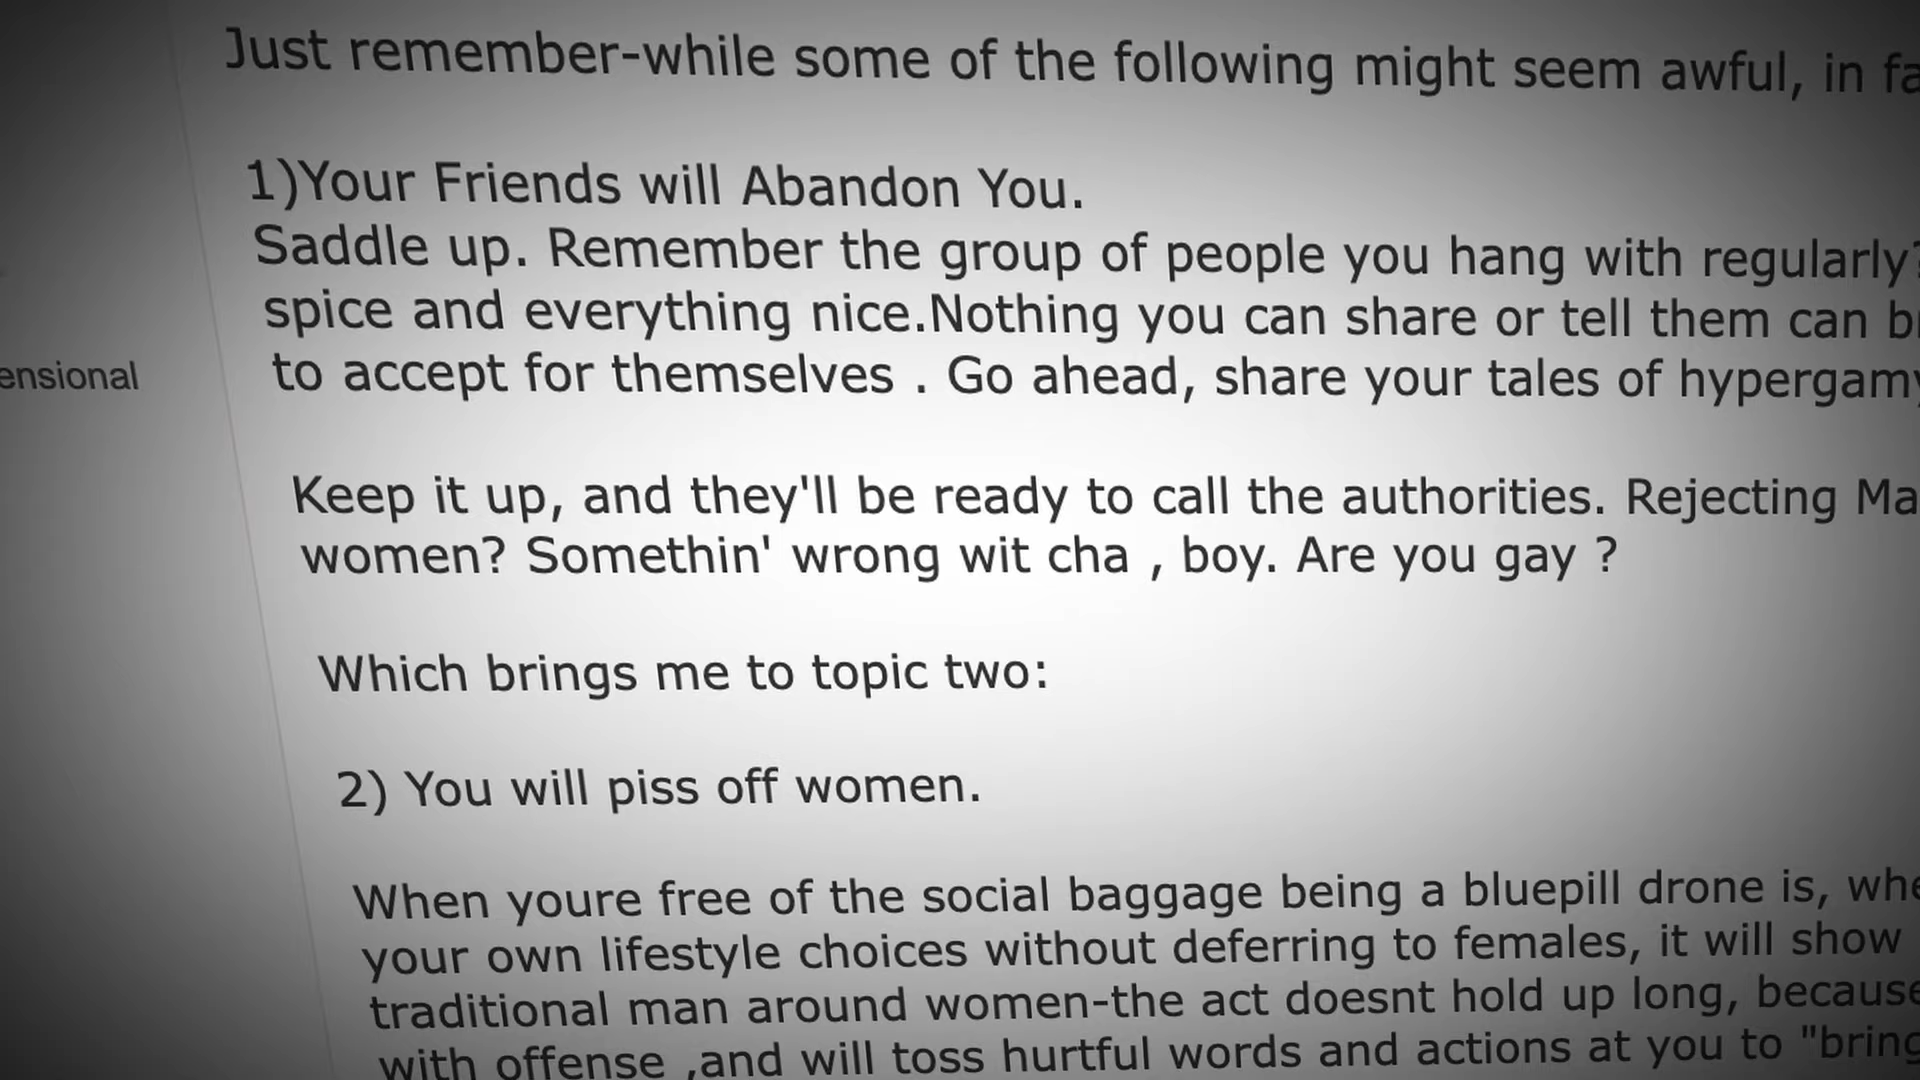 Just remember-while some of the following might seem awful, in
1)Your Friends will Abandon You.
Saddle up. Remember the group of people you hang with regularly?
spice and everything nice.Nothing you can share or tell them can
ensional
to accept for themselves . Go ahead, share your tales of hypergamy
Keep it up, and they'll be ready to call the authorities. Rejecting
women? Somethin' wrong wit cha , boy. Are you gay ?
Which brings me to topic two:
2) You will piss off women.
When youre free of the social baggage being a bluepill drone is,
your own lifestyle choices without deferring to females, it will show
traditional man around women-the act doesnt hold up long, because
with offense ,and will toss hurtful words and actions at you to "bring